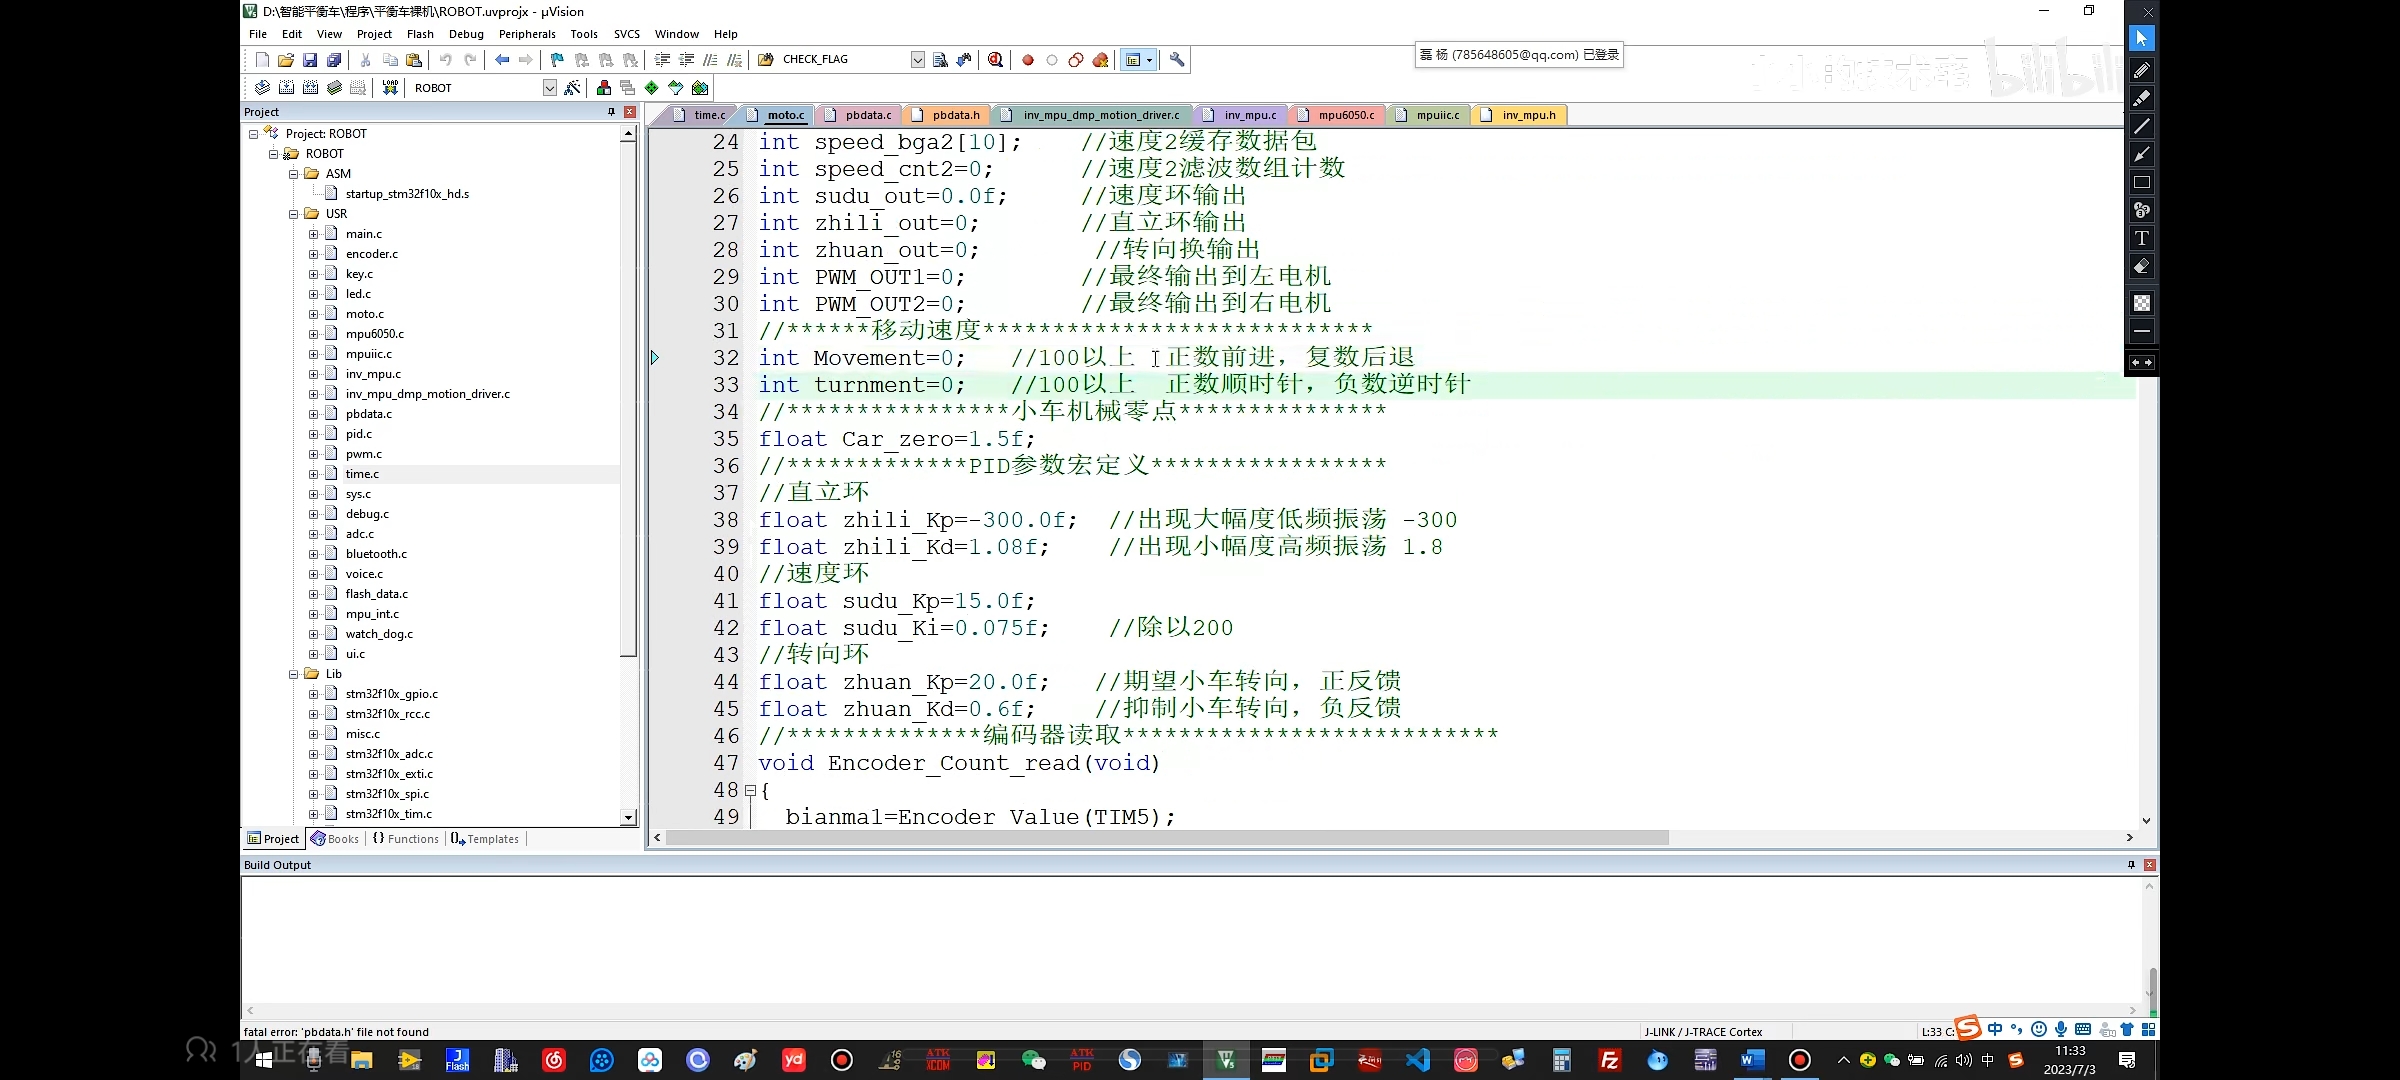 D:\智能平衡车\程序\平衡车裸机\ROBOT.uvprojx - µVision
File Edit View Project Flash Debug Peripherals Tools SVCS Window Help
CHECK_FLAG
磊 杨 (785648605@qq.com) 已登录
bilibili
LOAD ROBOT
Project
time.c moto.c pbdata.c pbdata.h inv_mpu_dmp_motion_driver.c inv_mpu.c mpu6050.c mpuiic.c inv_mpu.h
Project: ROBOT
ROBOT
ASM
startup_stm32f10x_hd.s
USR
main.c
encoder.c
key.c
led.c
moto.c
mpu6050.c
mpuiic.c
inv_mpu.c
inv_mpu_dmp_motion_driver.c
pbdata.c
pid.c
pwm.c
time.c
sys.c
debug.c
adc.c
bluetooth.c
voice.c
flash_data.c
mpu_int.c
watch_dog.c
ui.c
Lib
stm32f10x_gpio.c
stm32f10x_rcc.c
misc.c
stm32f10x_adc.c
stm32f10x_exti.c
stm32f10x_spi.c
stm32f10x_tim.c
Project Books Functions Templates
24 int speed_bga2[10]; //速度2缓存数据包
25 int speed_cnt2=0; //速度2滤波数组计数
26 int sudu_out=0.0f; //速度环输出
27 int zhili_out=0; //直立环输出
28 int zhuan_out=0; //转向换输出
29 int PWM_OUT1=0; //最终输出到左电机
30 int PWM_OUT2=0; //最终输出到右电机
31 //******移动速度****************************
32 int Movement=0; //100以上 正数前进，复数后退
33 int turnment=0; //100以上 正数顺时针，负数逆时针
34 //****************小车机械零点***************
35 float Car_zero=1.5f;
36 //*************PID参数宏定义*****************
37 //直立环
38 float zhili_Kp=-300.0f; //出现大幅度低频振荡 -300
39 float zhili_Kd=1.08f; //出现小幅度高频振荡 1.8
40 //速度环
41 float sudu_Kp=15.0f;
42 float sudu_Ki=0.075f; //除以200
43 //转向环
44 float zhuan_Kp=20.0f; //期望小车转向，正反馈
45 float zhuan_Kd=0.6f; //抑制小车转向，负反馈
46 //**************编码器读取***************************
47 void Encoder_Count_read(void)
48 {
49 bianma1=Encoder_Value(TIM5);
Build Output
fatal error: 'pbdata.h' file not found
J-LINK / J-TRACE Cortex
L:33 C:
中
1人正在看
11:33
2023/7/3